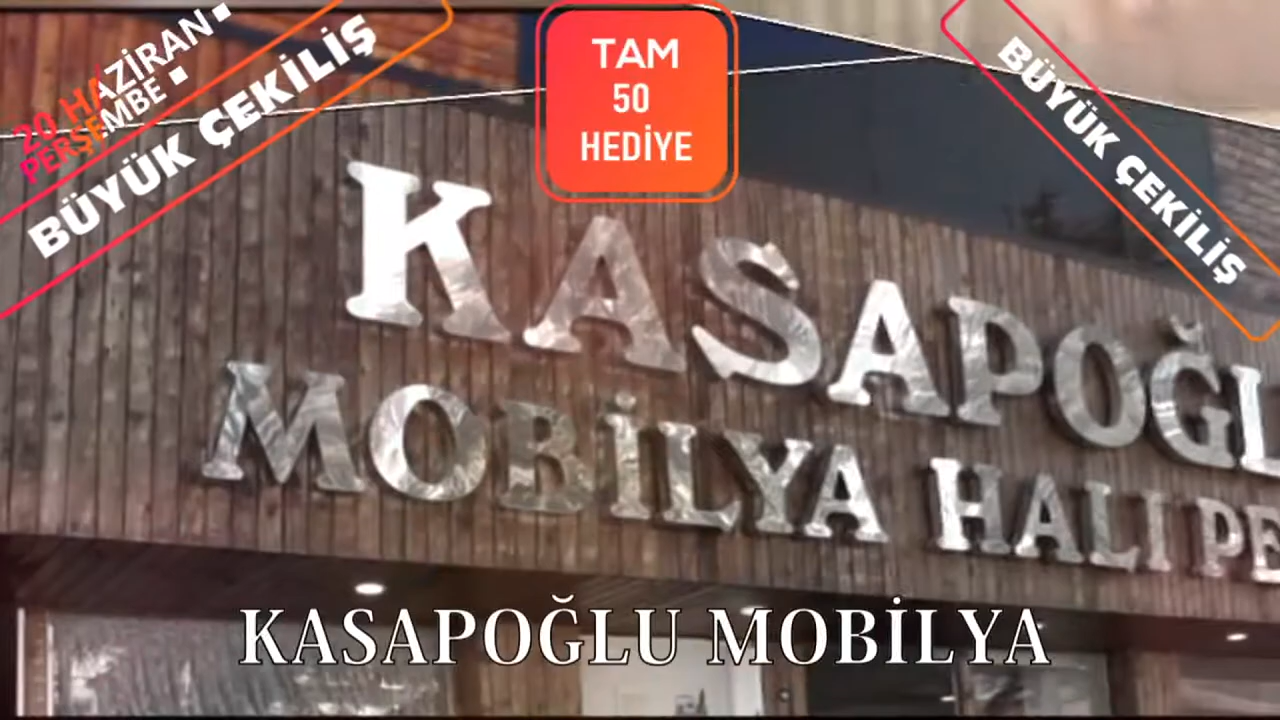 20 HAZİRAN
PERŞEMBE
BÜYÜK ÇEKİLİŞ
TAM
50
HEDİYE
BÜYÜK ÇEKİLİŞ
KASAPOĞL
MOBİLYA HALI PE
KASAPOĞLU MOBİLYA